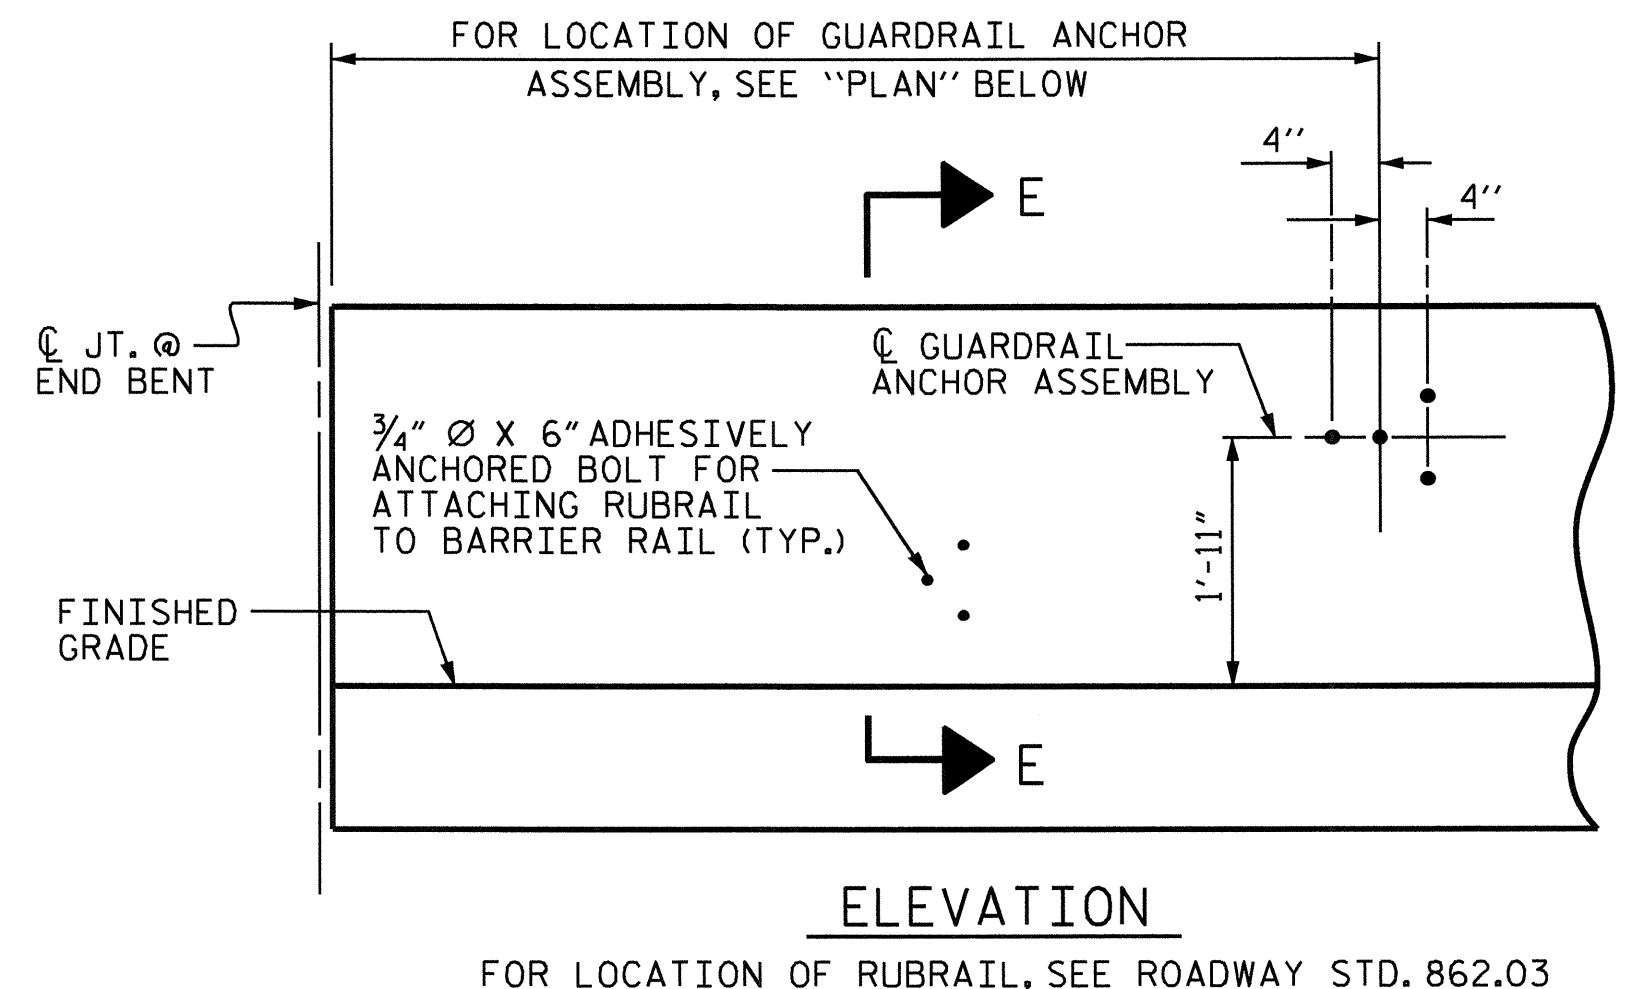 FOR LOCATION OF GUARDRAIL ANCHOR
ASSEMBLY, SEE "PLAN" BELOW
4"
4"
E
℄ JT. @
END BENT
℄ GUARDRAIL
ANCHOR ASSEMBLY
3/4" Ø X 6" ADHESIVELY
ANCHORED BOLT FOR
ATTACHING RUBRAIL
TO BARRIER RAIL (TYP.)
1'-11"
FINISHED
GRADE
E
ELEVATION
FOR LOCATION OF RUBRAIL, SEE ROADWAY STD. 862.03